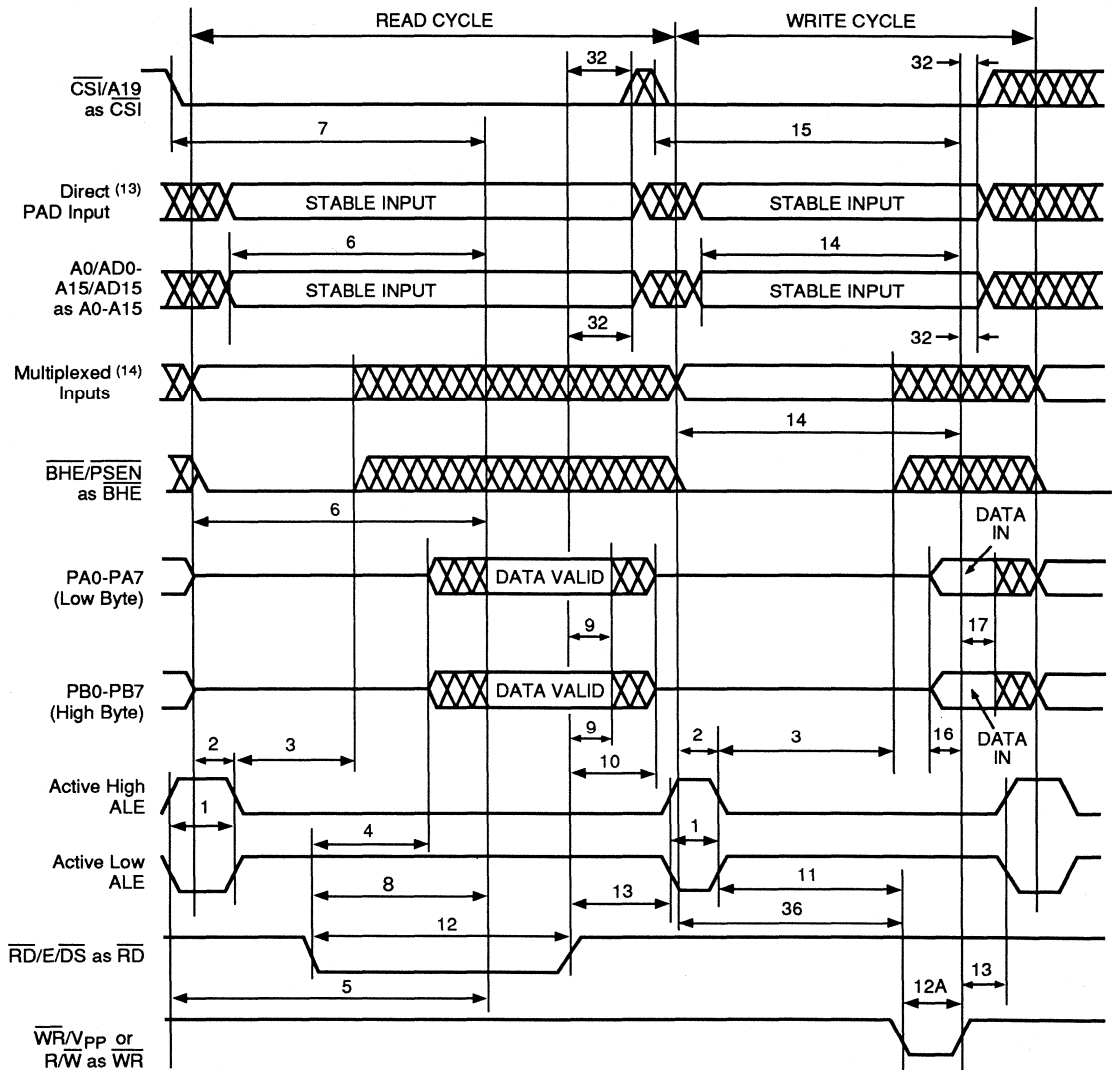 READ CYCLE WRITE CYCLE
32 32
CSI/A19
as CSI
7 15
Direct (13)
PAD Input
STABLE INPUT STABLE INPUT
6 14
A0/AD0-
A15/AD15
as A0-A15
STABLE INPUT STABLE INPUT
32 32
Multiplexed (14)
Inputs
14
BHE/PSEN
as BHE
6
DATA
IN
PA0-PA7
(Low Byte)
DATA VALID
9 17
PB0-PB7
(High Byte)
DATA VALID
9
DATA
IN
2 3 10 2 3 16
Active High
ALE
1 4 1
Active Low
ALE
8 11
13 36
12
RD/E/DS as RD
5 12A 13
WR/VPP or
R/W as WR